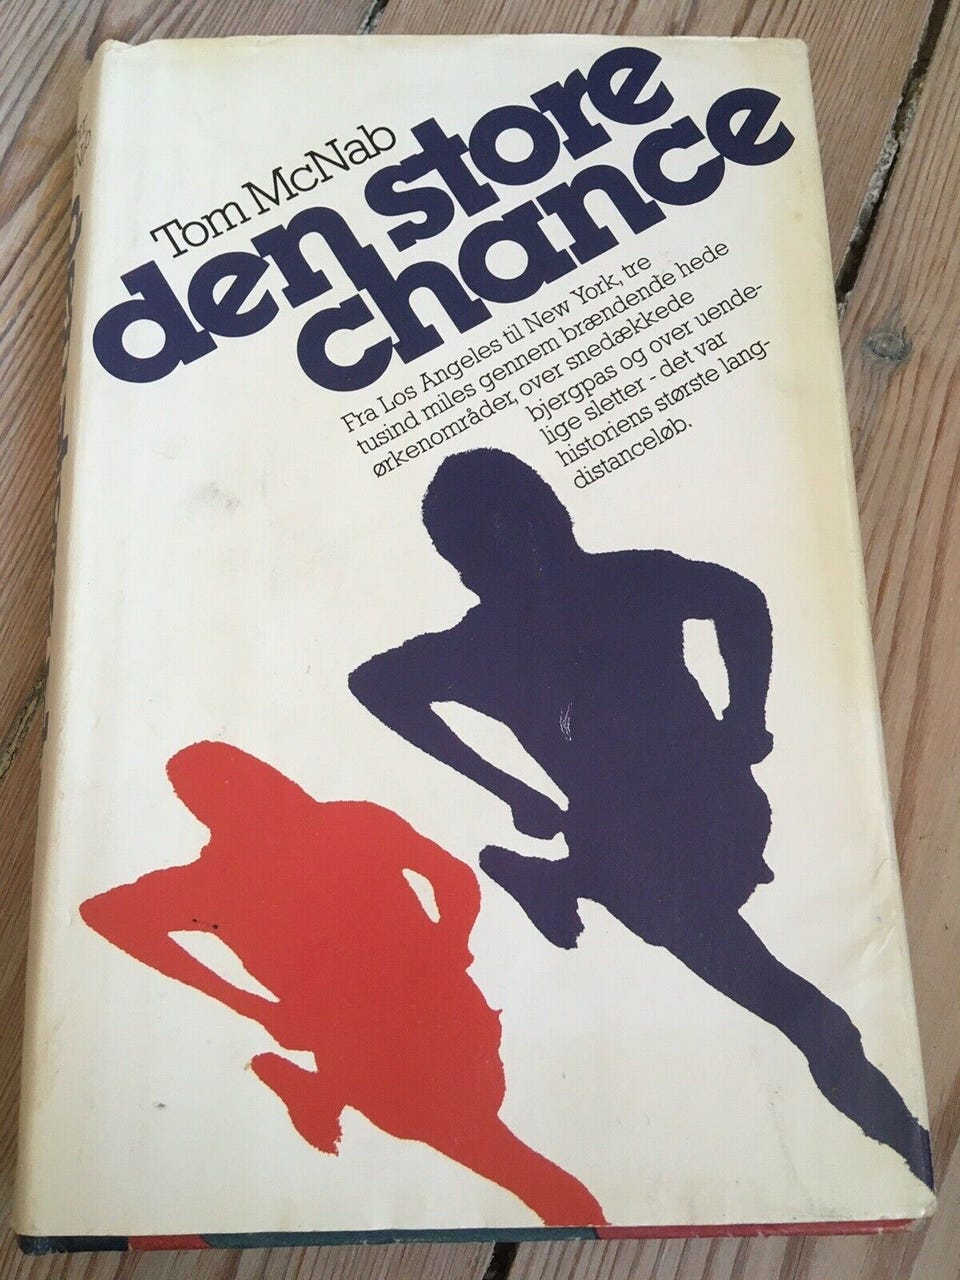 Tom McNab
den store
chance
Fra Los Angeles til New York, tre
tusind miles gennem brændende hede
ørkenområder, over snedækkede
bjergpas og over uende-
lige sletter - det var
historiens største lang-
distanceløb.